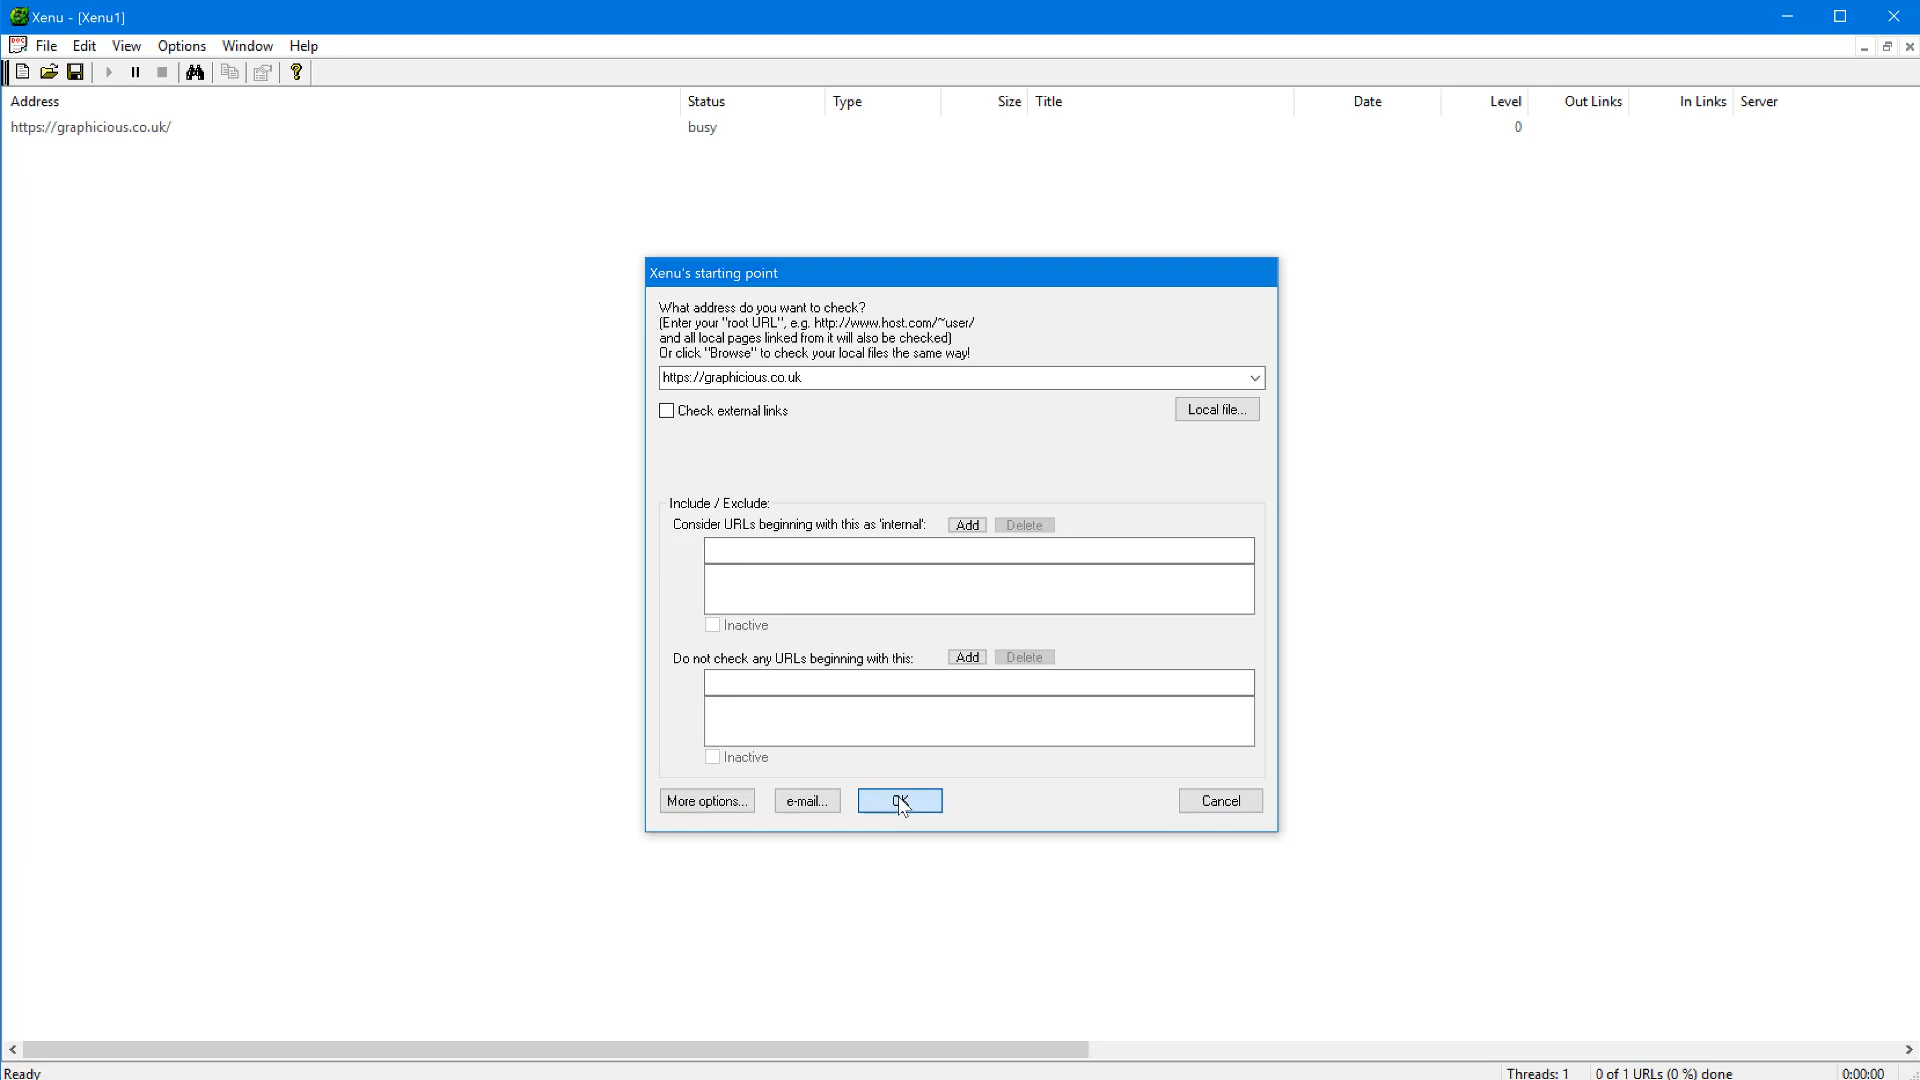 Xenu - [Xenu1]
File Edit View Options Window Help
Address Status Type Size Title Date Level Out Links In Links Server
https://graphicious.co.uk/ busy 0
Xenu's starting point
What address do you want to check?
(Enter your "root URL", e.g. http://www.host.com/~user/
and all local pages linked from it will also be checked)
Or click "Browse" to check your local files the same way!
https://graphicious.co.uk
Check external links Local file...
Include / Exclude:
Consider URLs beginning with this as 'internal': Add Delete
Inactive
Do not check any URLs beginning with this: Add Delete
Inactive
More options... e-mail... OK Cancel
Ready Threads: 1 0 of 1 URLs (0 %) done 0:00:00